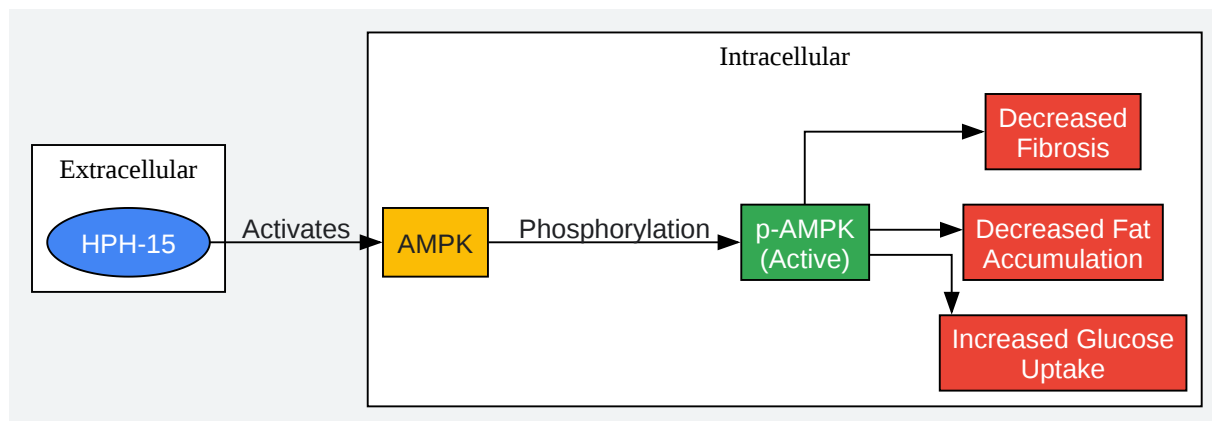 Extracellular
HPH-15
Activates
Intracellular
AMPK
Phosphorylation
p-AMPK
(Active)
Decreased
Fibrosis
Decreased Fat
Accumulation
Increased Glucose
Uptake